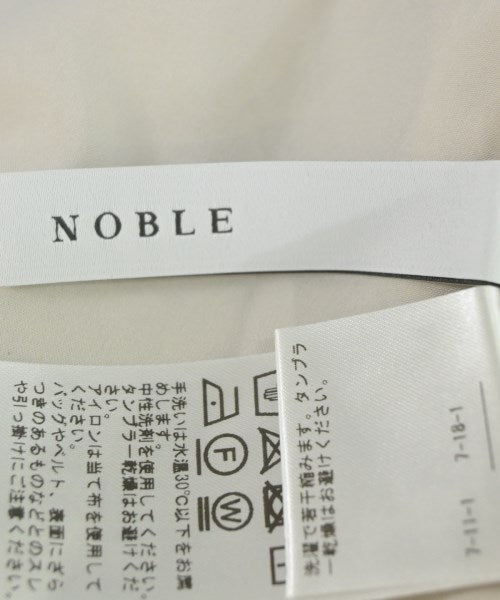 NOBLE
手洗いは水温30℃以下をお薦
めします。
中性洗剤を使用してください。
タンブラー乾燥はお避けくだ
さい。
アイロンは当て布を使用して
ください。
バッグやベルト、表面にざら
つきのあるものなどとのスレ
や引っ掛けにご注意ください。
F
W
洗濯で若干縮みます。タンブラ
ー乾燥はお避けください。
7-18-1
7-11-1